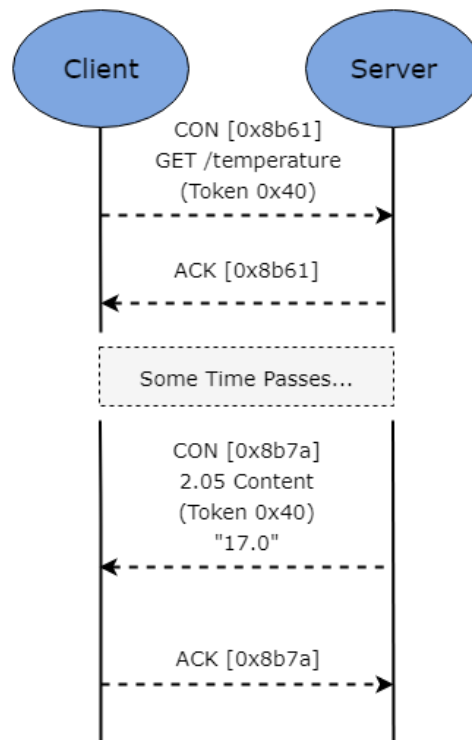 Client
Server
CON [0x8b61]
GET /temperature
(Token 0x40)
ACK [0x8b61]
Some Time Passes...
CON [0x8b7a]
2.05 Content
(Token 0x40)
"17.0"
ACK [0x8b7a]